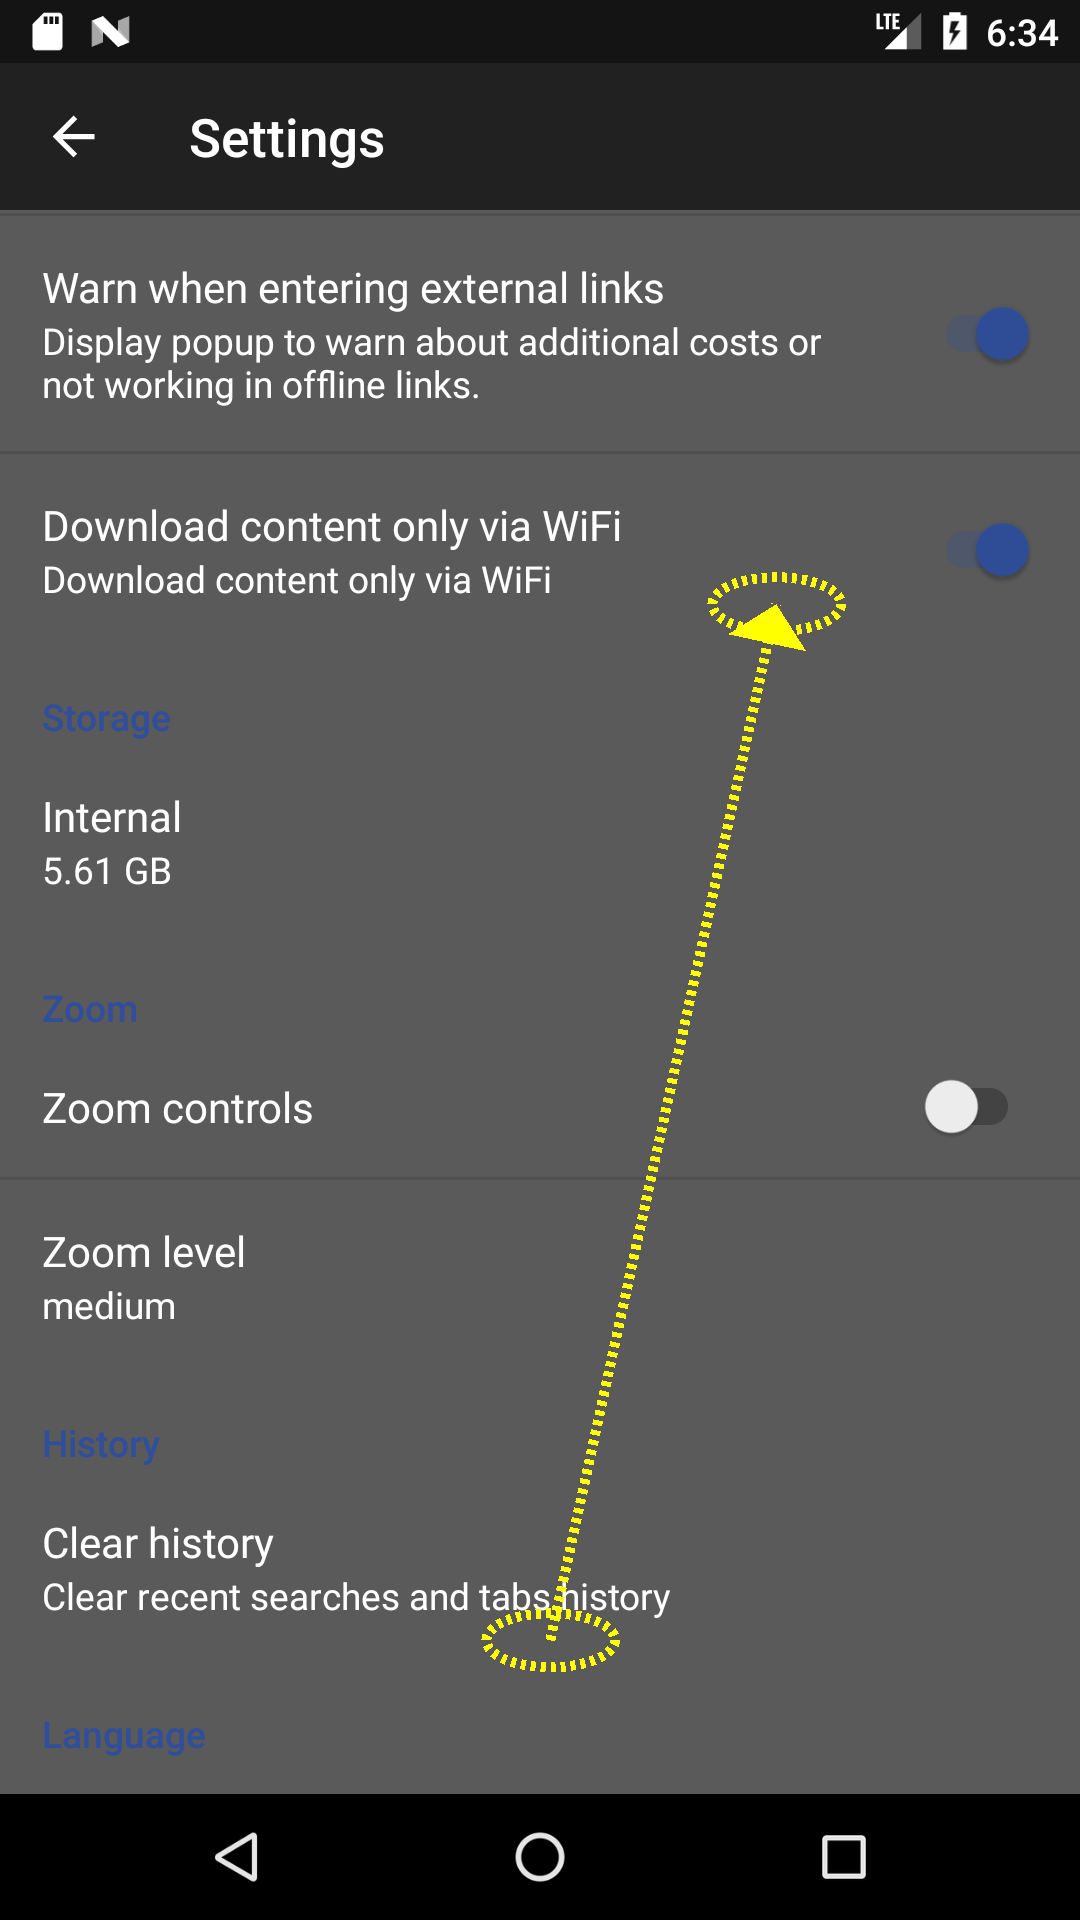 LTE 6:34
Settings
Warn when entering external links
Display popup to warn about additional costs or
not working in offline links.
Download content only via WiFi
Download content only via WiFi
Storage
Internal
5.61 GB
Zoom
Zoom controls
Zoom level
medium
History
Clear history
Clear recent searches and tabs history
Language